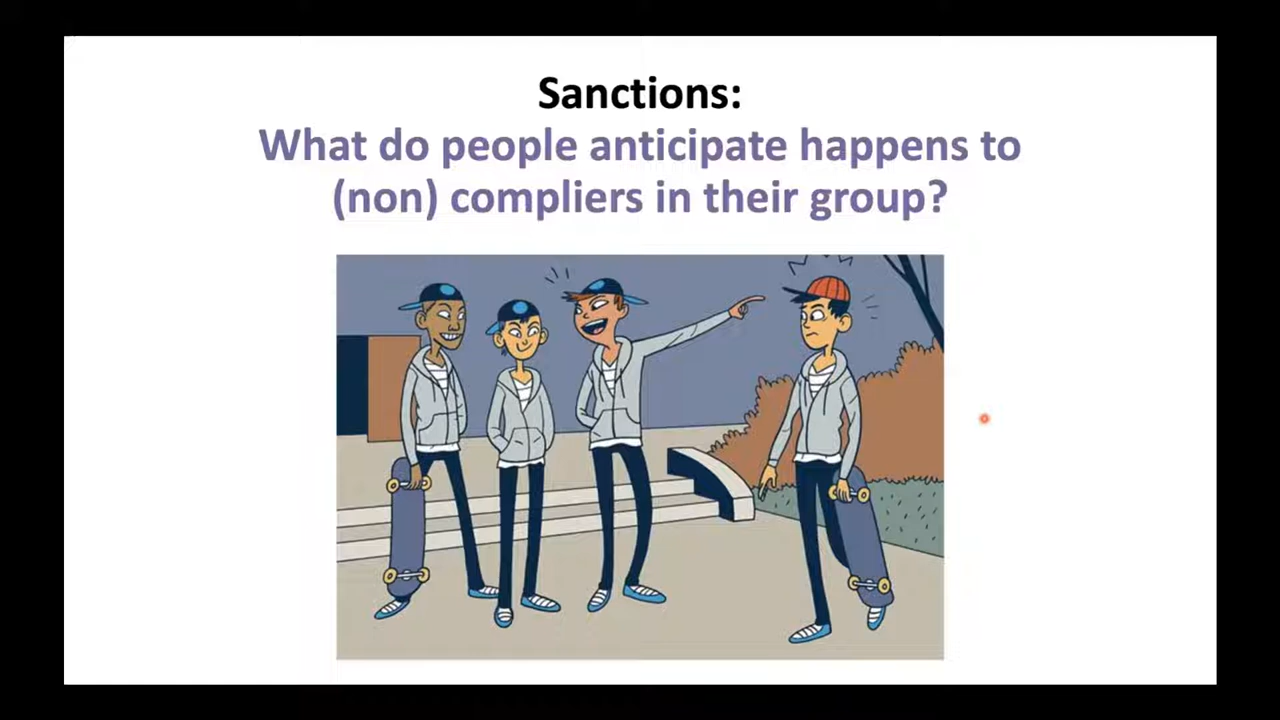 Sanctions:
What do people anticipate happens to
(non) compliers in their group?